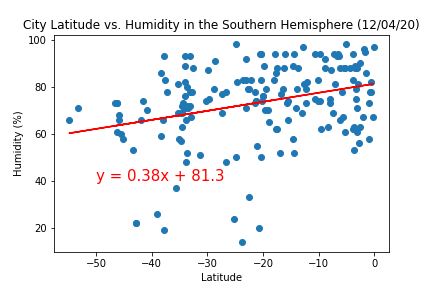 City Latitude vs. Humidity in the Southern Hemisphere (12/04/20)
100
80
60
40
20
Humidity (%)
y = 0.38x + 81.3
−50 −40 −30 −20 −10 0
Latitude